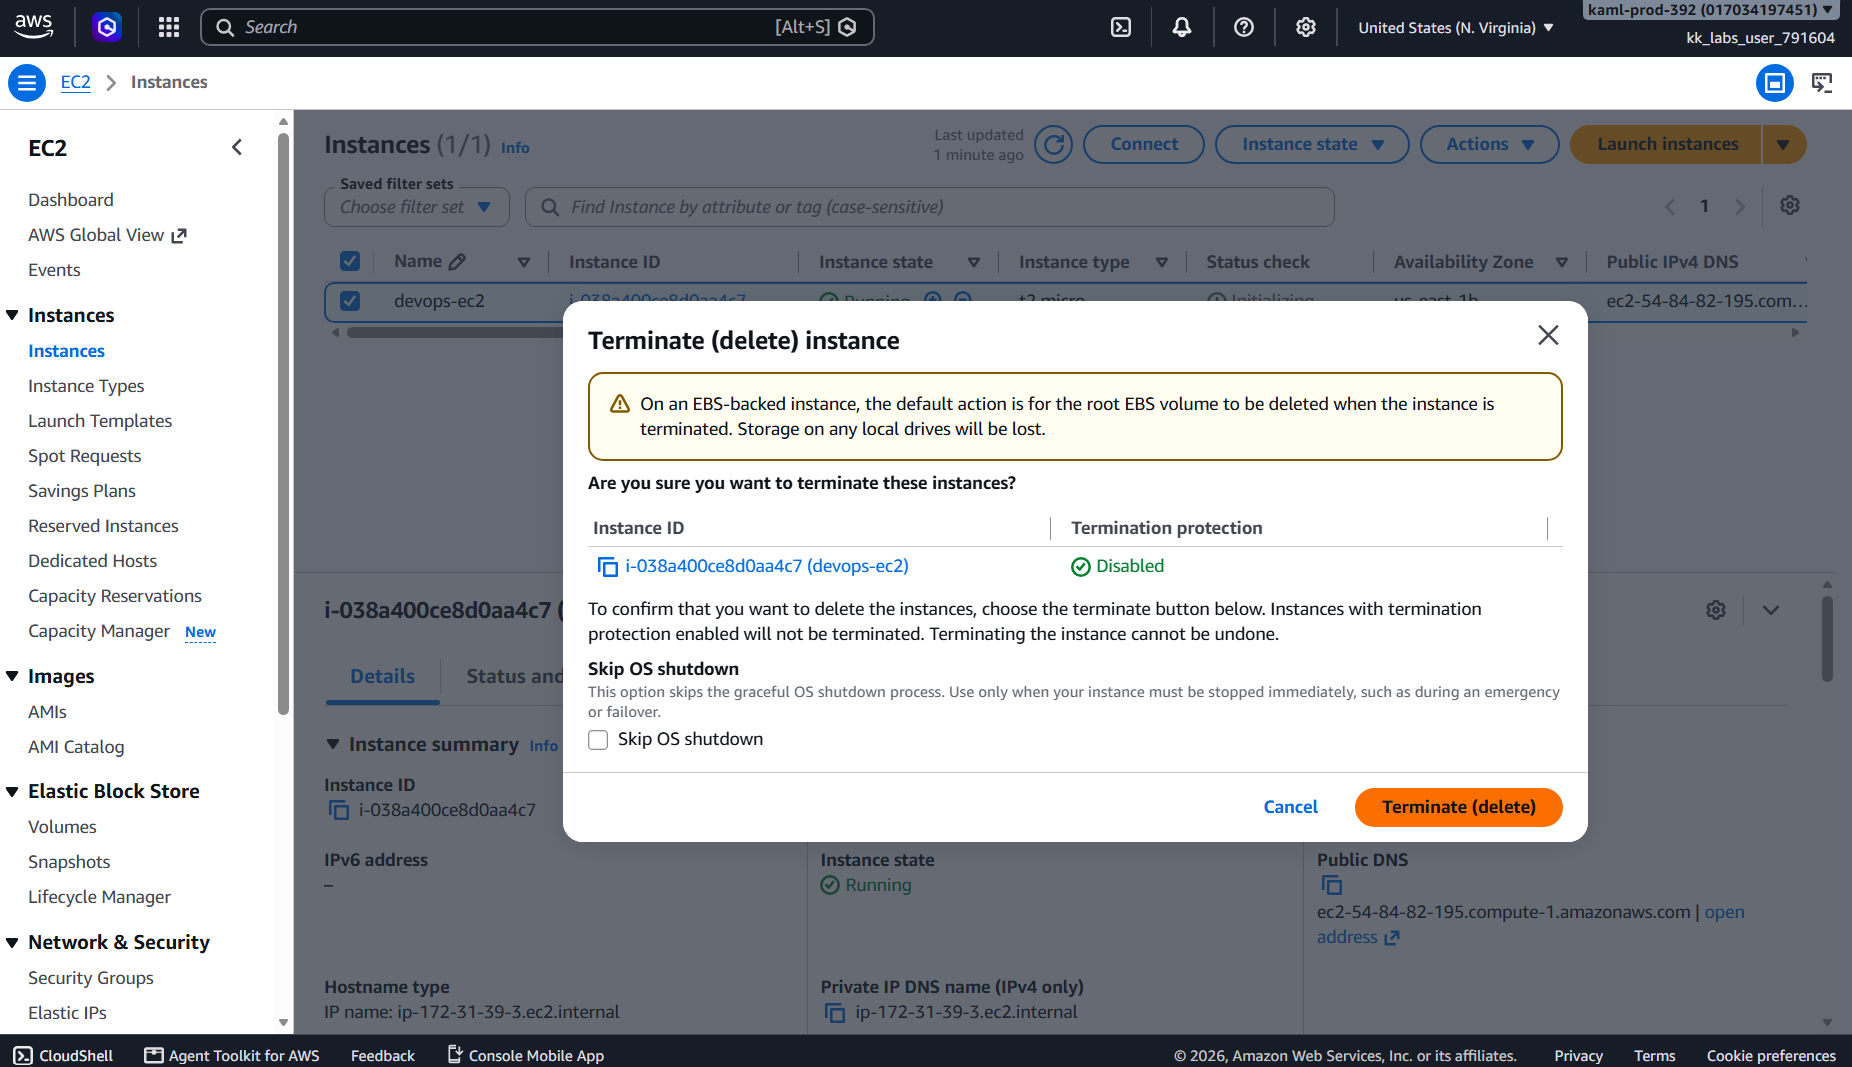 aws
Search
[Alt+S]
United States (N. Virginia)
kaml-prod-392 (017034197451)
kk_labs_user_791604
EC2
Instances
EC2
Dashboard
AWS Global View
Events
Instances
Instances
Instance Types
Launch Templates
Spot Requests
Savings Plans
Reserved Instances
Dedicated Hosts
Capacity Reservations
Capacity Manager New
Images
AMIs
AMI Catalog
Elastic Block Store
Volumes
Snapshots
Lifecycle Manager
Network & Security
Security Groups
Elastic IPs
Instances (1/1) Info
Last updated
1 minute ago
Connect
Instance state
Actions
Launch instances
Saved filter sets
Choose filter set
Find Instance by attribute or tag (case-sensitive)
1
Name
Instance ID
Instance state
Instance type
Status check
Availability Zone
Public IPv4 DNS
devops-ec2
i-038a400ce8d0aa4c7
Running
t2.micro
Initializing
us-east-1b
ec2-54-84-82-195.com...
Terminate (delete) instance
On an EBS-backed instance, the default action is for the root EBS volume to be deleted when the instance is
terminated. Storage on any local drives will be lost.
Are you sure you want to terminate these instances?
Instance ID
Termination protection
i-038a400ce8d0aa4c7 (devops-ec2)
Disabled
To confirm that you want to delete the instances, choose the terminate button below. Instances with termination
protection enabled will not be terminated. Terminating the instance cannot be undone.
Skip OS shutdown
This option skips the graceful OS shutdown process. Use only when your instance must be stopped immediately, such as during an emergency
or failover.
Skip OS shutdown
Cancel
Terminate (delete)
i-038a400ce8d0aa4c7 (
Details
Status and
Instance summary Info
Instance ID
i-038a400ce8d0aa4c7
IPv6 address
–
Instance state
Running
Public DNS
ec2-54-84-82-195.compute-1.amazonaws.com | open
address
Hostname type
IP name: ip-172-31-39-3.ec2.internal
Private IP DNS name (IPv4 only)
ip-172-31-39-3.ec2.internal
CloudShell
Agent Toolkit for AWS
Feedback
Console Mobile App
© 2026, Amazon Web Services, Inc. or its affiliates.
Privacy
Terms
Cookie preferences